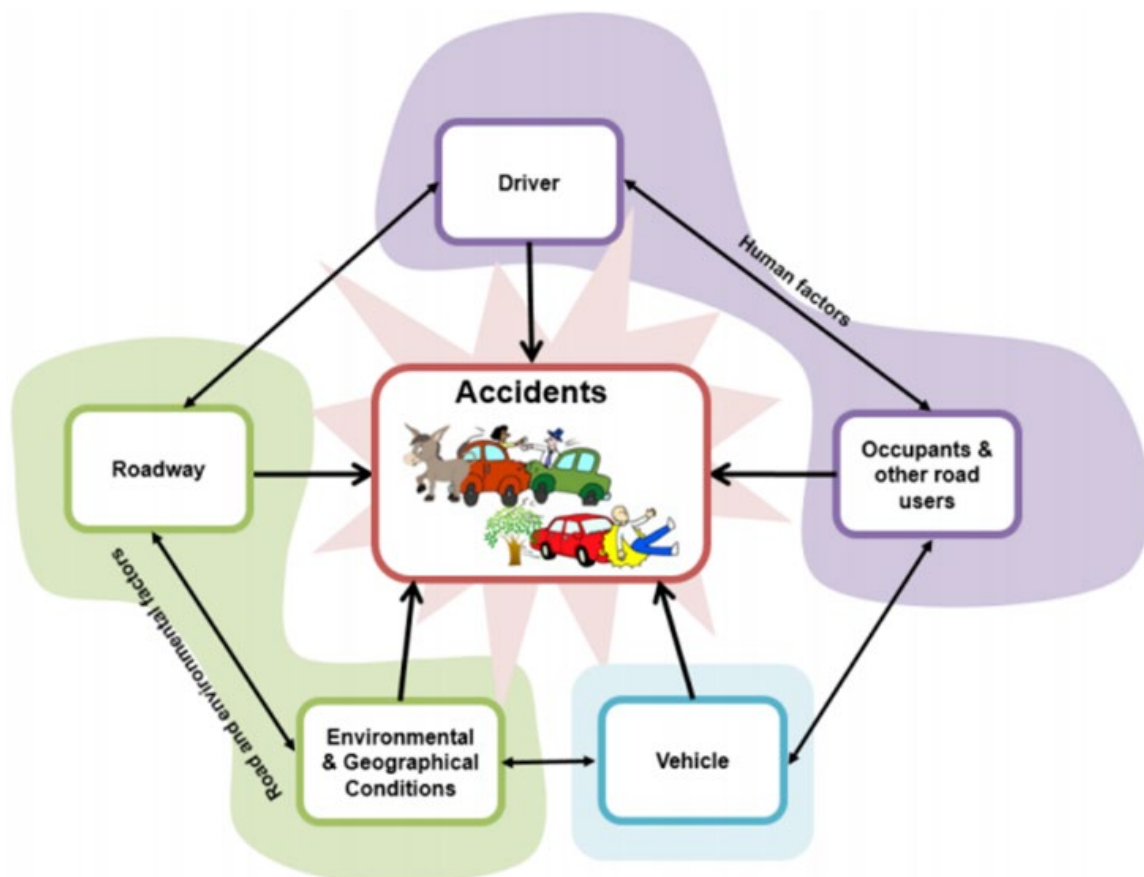 Driver
Human factors
Accidents
Roadway
Occupants &
other road
users
Road and environmental factors
Environmental
& Geographical
Conditions
Vehicle